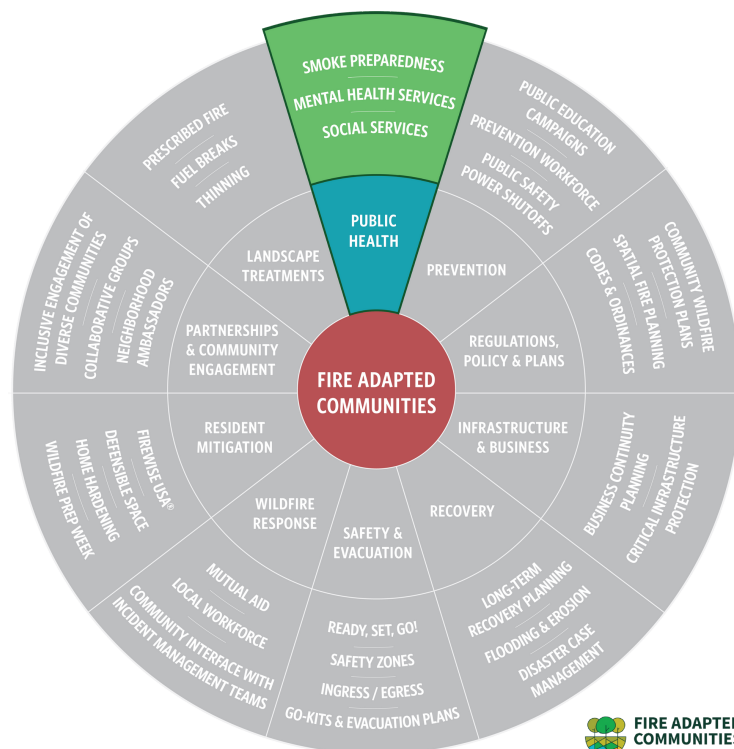 SMOKE PREPAREDNESS
MENTAL HEALTH SERVICES
SOCIAL SERVICES
PUBLIC
HEALTH
PUBLIC EDUCATION
CAMPAIGNS
PREVENTION WORKFORCE
PUBLIC SAFETY
POWER SHUTOFFS
PREVENTION
COMMUNITY WILDFIRE
PROTECTION PLANS
SPATIAL FIRE PLANNING
CODES & ORDINANCES
REGULATIONS,
POLICY & PLANS
INFRASTRUCTURE
& BUSINESS
BUSINESS CONTINUITY
PLANNING
CRITICAL INFRASTRUCTURE
PROTECTION
RECOVERY
LONG-TERM
RECOVERY PLANNING
FLOODING & EROSION
DISASTER CASE
MANAGEMENT
SAFETY &
EVACUATION
READY, SET, GO!
SAFETY ZONES
INGRESS / EGRESS
GO-KITS & EVACUATION PLANS
WILDFIRE
RESPONSE
MUTUAL AID
LOCAL WORKFORCE
COMMUNITY INTERFACE WITH
INCIDENT MANAGEMENT TEAMS
RESIDENT
MITIGATION
FIREWISE USA®
DEFENSIBLE SPACE
HOME HARDENING
WILDFIRE PREP WEEK
PARTNERSHIPS
& COMMUNITY
ENGAGEMENT
INCLUSIVE ENGAGEMENT OF
DIVERSE COMMUNITIES
COLLABORATIVE GROUPS
NEIGHBORHOOD
AMBASSADORS
LANDSCAPE
TREATMENTS
PRESCRIBED FIRE
FUEL BREAKS
THINNING
FIRE ADAPTED
COMMUNITIES
FIRE ADAPTED
COMMUNITIES